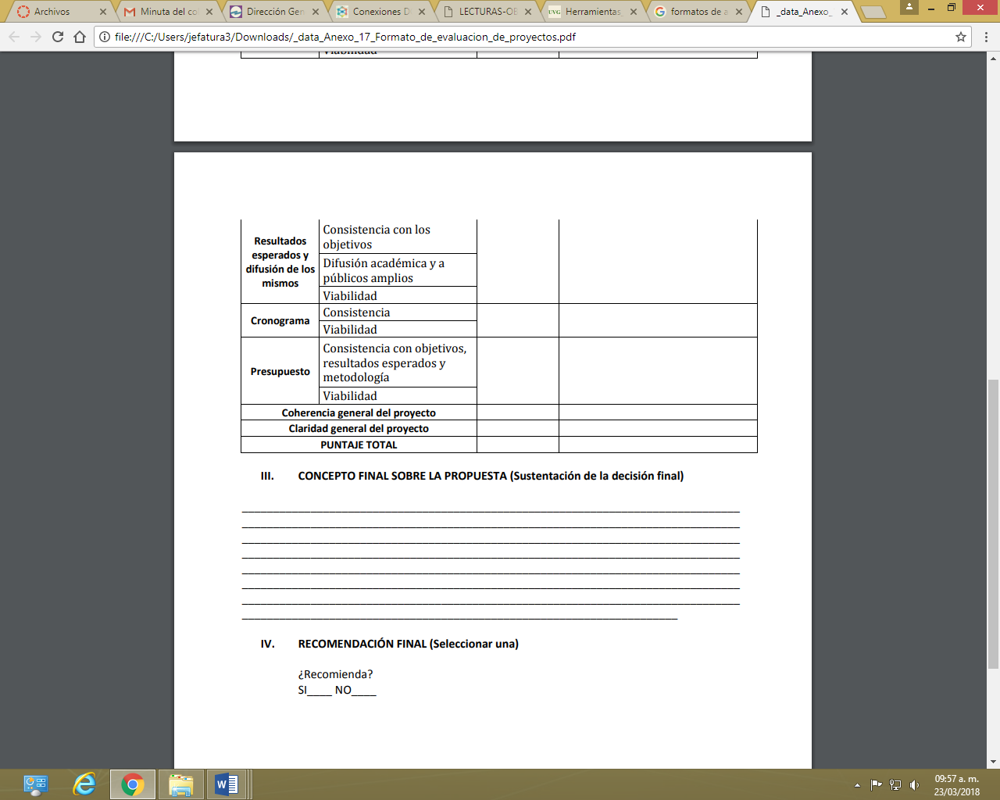 Archivos
Minuta del co
Dirección Gen
Conexiones D
LECTURAS-OB
UVG Herramientas
formatos de a
_data_Anexo_
file:///C:/Users/jefatura3/Downloads/_data_Anexo_17_Formato_de_evaluacion_de_proyectos.pdf
Viabilidad
Resultados
esperados y
difusión de los
mismos
Consistencia con los
objetivos
Difusión académica y a
públicos amplios
Viabilidad
Cronograma
Consistencia
Viabilidad
Presupuesto
Consistencia con objetivos,
resultados esperados y
metodología
Viabilidad
Coherencia general del proyecto
Claridad general del proyecto
PUNTAJE TOTAL
III. CONCEPTO FINAL SOBRE LA PROPUESTA (Sustentación de la decisión final)
IV. RECOMENDACIÓN FINAL (Seleccionar una)
¿Recomienda?
SI____ NO____
09:57 a. m.
23/03/2018